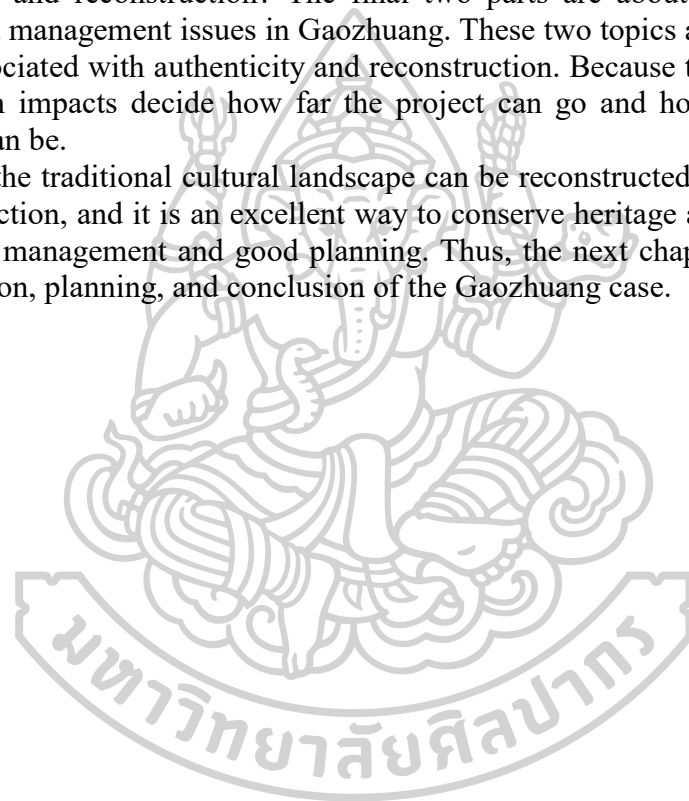 and reconstruction? The final two parts are about
management issues in Gaozhuang. These two topics a
ociated with authenticity and reconstruction. Because t
impacts decide how far the project can go and ho
an be.
the traditional cultural landscape can be reconstructed
ction, and it is an excellent way to conserve heritage a
management and good planning. Thus, the next chap
on, planning, and conclusion of the Gaozhuang case.
มหาวิทยาลัยศิลปากร